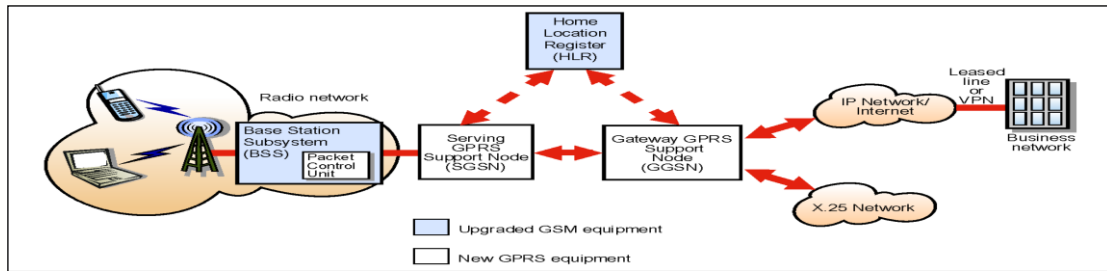 Home
Location
Register
(HLR)
Radio network
Base Station
Subsystem
(BSS)
Packet
Control
Unit
Serving
GPRS
Support Node
(SGSN)
Gateway GPRS
Support
Node
(GGSN)
IP Network/
Internet
Leased
line or
VPN
Business
network
X.25 Network
Upgraded GSM equipment
New GPRS equipment